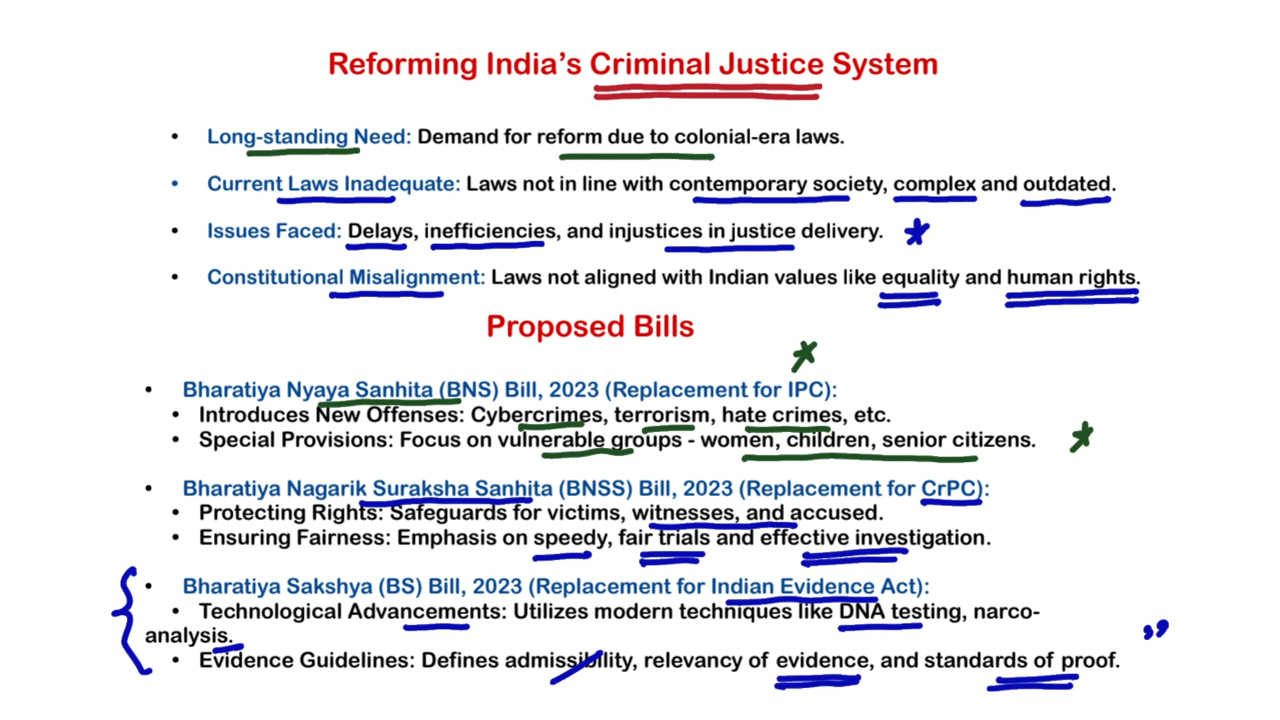 Reforming India's Criminal Justice System
• Long-standing Need: Demand for reform due to colonial-era laws.
• Current Laws Inadequate: Laws not in line with contemporary society, complex and outdated.
• Issues Faced: Delays, inefficiencies, and injustices in justice delivery.
• Constitutional Misalignment: Laws not aligned with Indian values like equality and human rights.
Proposed Bills
• Bharatiya Nyaya Sanhita (BNS) Bill, 2023 (Replacement for IPC):
• Introduces New Offenses: Cybercrimes, terrorism, hate crimes, etc.
• Special Provisions: Focus on vulnerable groups - women, children, senior citizens.
• Bharatiya Nagarik Suraksha Sanhita (BNSS) Bill, 2023 (Replacement for CrPC):
• Protecting Rights: Safeguards for victims, witnesses, and accused.
• Ensuring Fairness: Emphasis on speedy, fair trials and effective investigation.
• Bharatiya Sakshya (BS) Bill, 2023 (Replacement for Indian Evidence Act):
• Technological Advancements: Utilizes modern techniques like DNA testing, narco-
analysis.
• Evidence Guidelines: Defines admissibility, relevancy of evidence, and standards of proof.